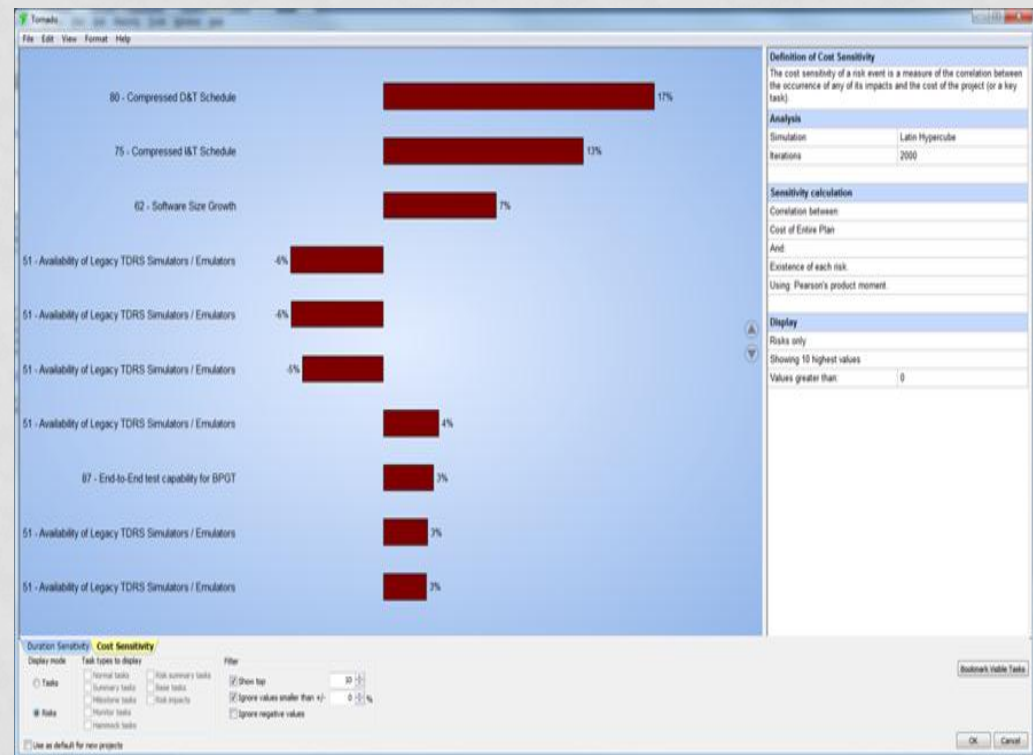 Tornado
File Edit View Format Help
80 - Compressed D&T Schedule 17%
75 - Compressed I&T Schedule 13%
62 - Software Size Growth 7%
51 - Availability of Legacy TDRS Simulators / Emulators -6%
51 - Availability of Legacy TDRS Simulators / Emulators -6%
51 - Availability of Legacy TDRS Simulators / Emulators -5%
51 - Availability of Legacy TDRS Simulators / Emulators 4%
87 - End-to-End test capability for BPGT 3%
51 - Availability of Legacy TDRS Simulators / Emulators 3%
51 - Availability of Legacy TDRS Simulators / Emulators 3%
Definition of Cost Sensitivity
The cost sensitivity of a risk event is a measure of the correlation between
the occurrence of any of its impacts and the cost of the project (or a key
task).
Analysis
Simulation Latin Hypercube
Iterations 2000
Sensitivity calculation
Correlation between:
Cost of Entire Plan
And:
Existence of each risk.
Using: Pearson's product moment.
Display
Risks only
Showing 10 highest values
Values greater than: 0
Duration Sensitivity Cost Sensitivity
Display mode Task types to display Filter
Tasks Normal tasks Risk summary tasks Show top 10
Summary tasks Base tasks
Milestone tasks Risk impacts Ignore values smaller than +/- 0 %
Risks Monitor tasks Ignore negative values
Hammock tasks
Bookmark Visible Tasks
Use as default for new projects
OK Cancel